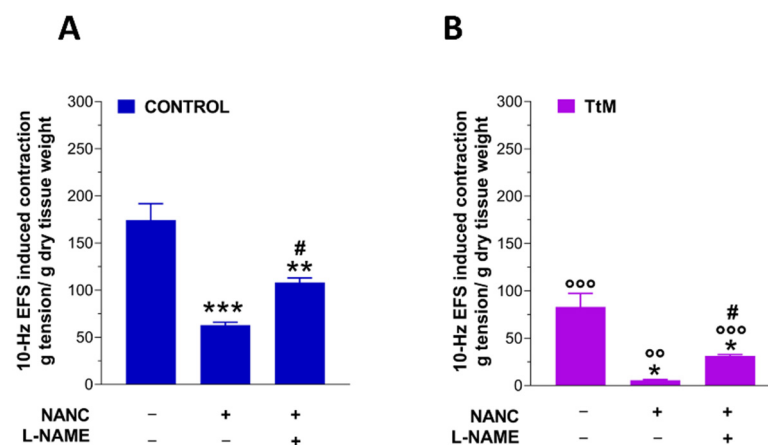 A
10-Hz EFS induced contraction
g tension/ g dry tissue weight
300
250
200
150
100
50
0
CONTROL
***
#
**
NANC – + +
L-NAME – – +
B
10-Hz EFS induced contraction
g tension/ g dry tissue weight
300
250
200
150
100
50
0
TtM
°°°
°°
*
#
°°°
*
NANC – + +
L-NAME – – +